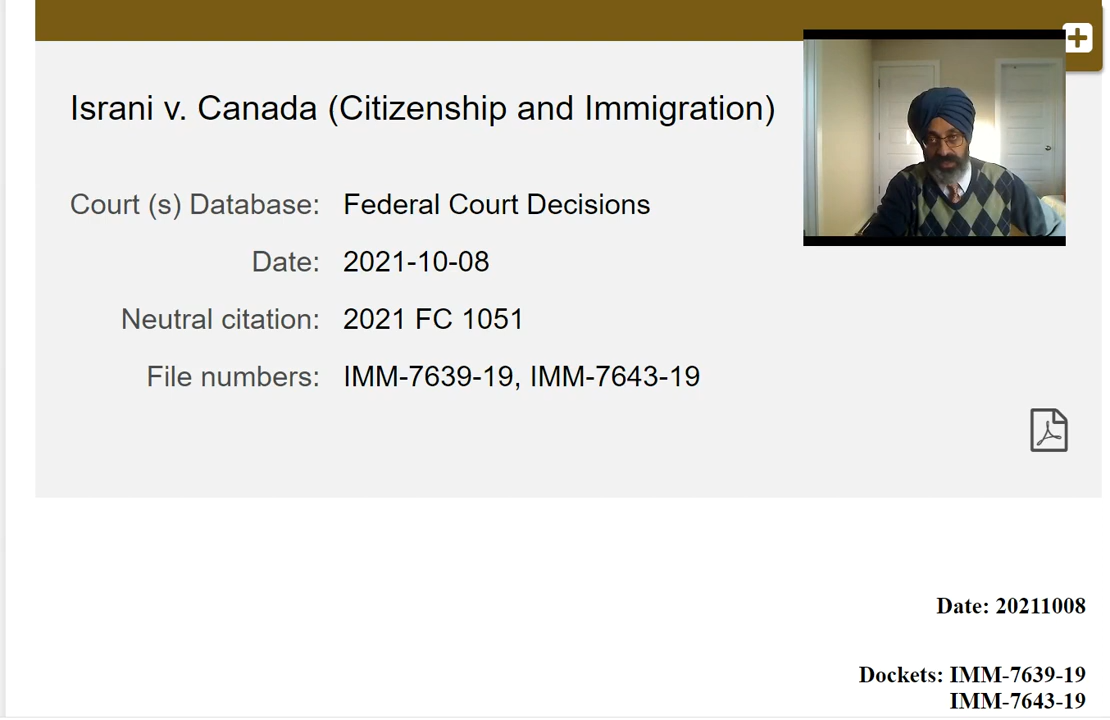 Israni v. Canada (Citizenship and Immigration)
Court (s) Database: Federal Court Decisions
Date: 2021-10-08
Neutral citation: 2021 FC 1051
File numbers: IMM-7639-19, IMM-7643-19
Date: 20211008
Dockets: IMM-7639-19
IMM-7643-19